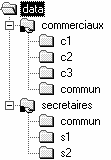 data
commerciaux
c1
c2
c3
commun
secretaires
commun
s1
s2